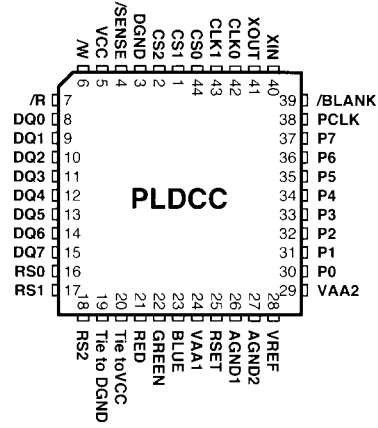 /W
VCC
/SENSE
DGND
CS2
CS1
CS0
CLK1
CLK0
XOUT
XIN
6 5 4 3 2 1 44 43 42 41 40
/R 7
DQ0 8
DQ1 9
DQ2 10
DQ3 11
DQ4 12
DQ5 13
DQ6 14
DQ7 15
RS0 16
RS1 17
PLDCC
39 /BLANK
38 PCLK
37 P7
36 P6
35 P5
34 P4
33 P3
32 P2
31 P1
30 P0
29 VAA2
18 19 20 21 22 23 24 25 26 27 28
RS2
Tie to DGND
Tie toVCC
RED
GREEN
BLUE
VAA1
RSET
AGND1
AGND2
VREF